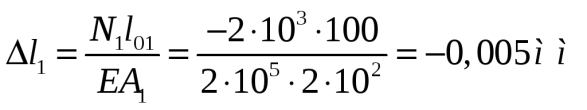 Δl₁ = N₁l₀₁ / EA₁ = −2·10³·100 / 2·10⁵·2·10² = −0,005ì ì